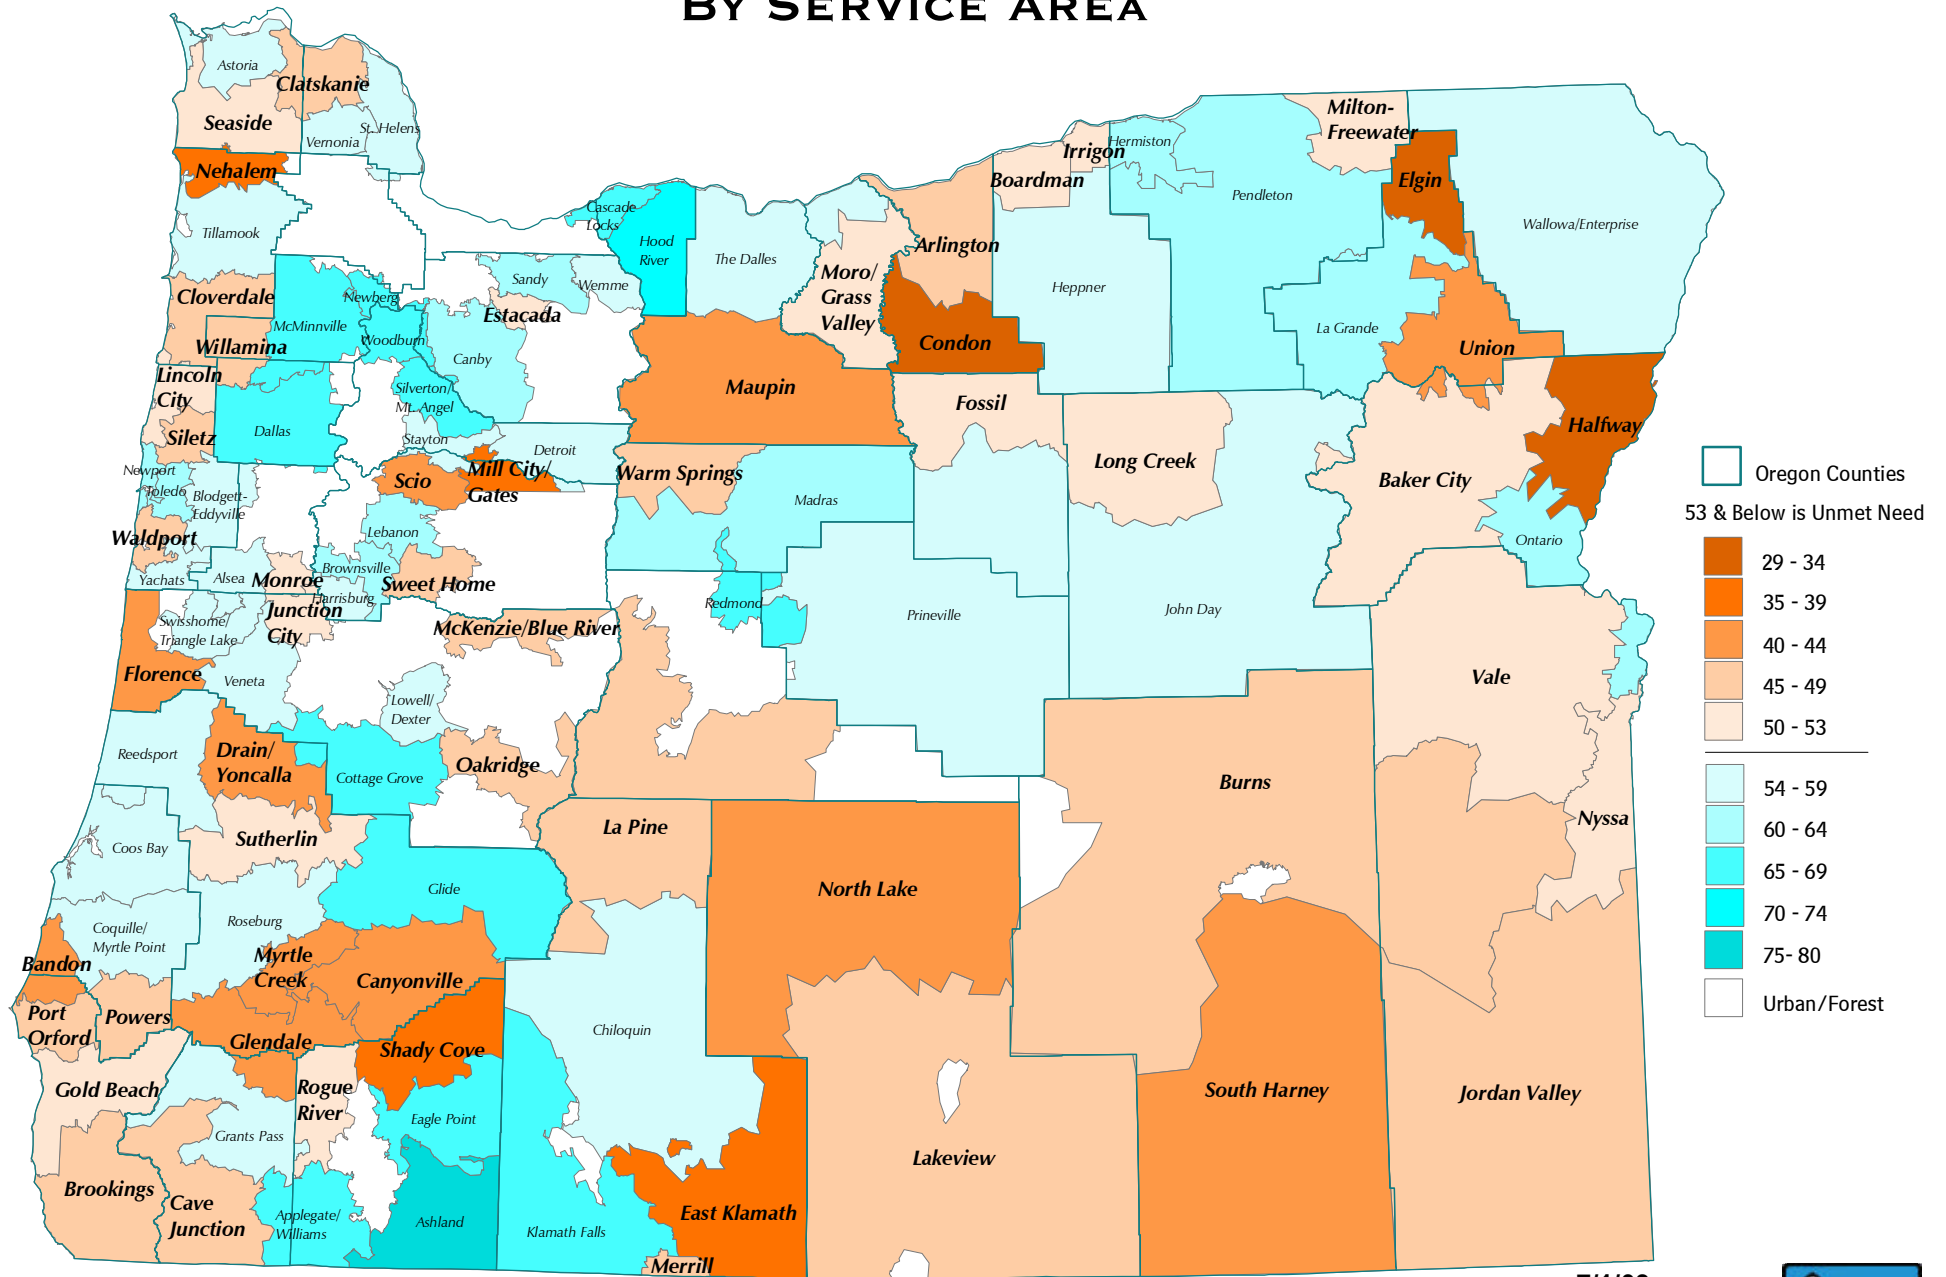 BY SERVICE AREA
Astoria
Clatskanie
Seaside
Vernonia
St. Helens
Nehalem
Tillamook
Cloverdale
Willamina
McMinnville
Newberg
Woodburn
Lincoln
City
Siletz
Dallas
Silverton/
Mt. Angel
Stayton
Canby
Sandy
Wemme
Estacada
Cascade
Locks
Hood
River
The Dalles
Moro/
Grass
Valley
Arlington
Condon
Boardman
Irrigon
Hermiston
Heppner
Pendleton
Milton-
Freewater
Elgin
Wallowa/Enterprise
La Grande
Union
Halfway
Baker City
Ontario
Maupin
Fossil
Long Creek
Warm Springs
Madras
Detroit
Mill City/
Gates
Scio
Newport
Toledo
Blodgett-
Eddyville
Waldport
Yachats
Alsea
Monroe
Lebanon
Brownsville
Sweet Home
Harrisburg
Junction
City
Swisshome/
Triangle Lake
Florence
Veneta
McKenzie/Blue River
Lowell/
Dexter
Redmond
Prineville
John Day
Vale
Nyssa
Reedsport
Drain/
Yoncalla
Cottage Grove
Oakridge
Sutherlin
Coos Bay
La Pine
North Lake
Burns
Glide
Roseburg
Coquille/
Myrtle Point
Bandon
Myrtle
Creek
Canyonville
Port
Orford
Powers
Glendale
Shady Cove
Chiloquin
Gold Beach
Rogue
River
Eagle Point
Grants Pass
Brookings
Cave
Junction
Applegate/
Williams
Ashland
Klamath Falls
East Klamath
Merrill
Lakeview
South Harney
Jordan Valley
Oregon Counties
53 & Below is Unmet Need
29 - 34
35 - 39
40 - 44
45 - 49
50 - 53
54 - 59
60 - 64
65 - 69
70 - 74
75- 80
Urban/Forest